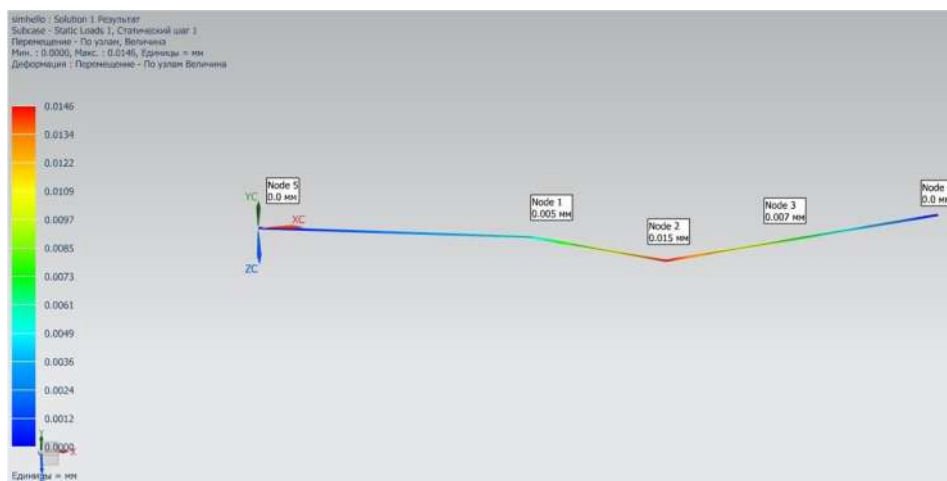 simhello : Solution 1 Результат
Subcase - Static Loads 1, Статический шаг 1
Перемещение - По узлам, Величина
Мин. : 0.0000, Макс. : 0.0146, Единицы = мм
Деформация : Перемещение - По узлам Величина
0.0146
0.0134
0.0122
0.0109
0.0097
0.0085
0.0073
0.0061
0.0049
0.0036
0.0024
0.0012
0.0000
Единицы = мм
Y
X
YC
XC
ZC
Node 5
0.0 мм
Node 1
0.005 мм
Node 2
0.015 мм
Node 3
0.007 мм
Node
0.0 мм